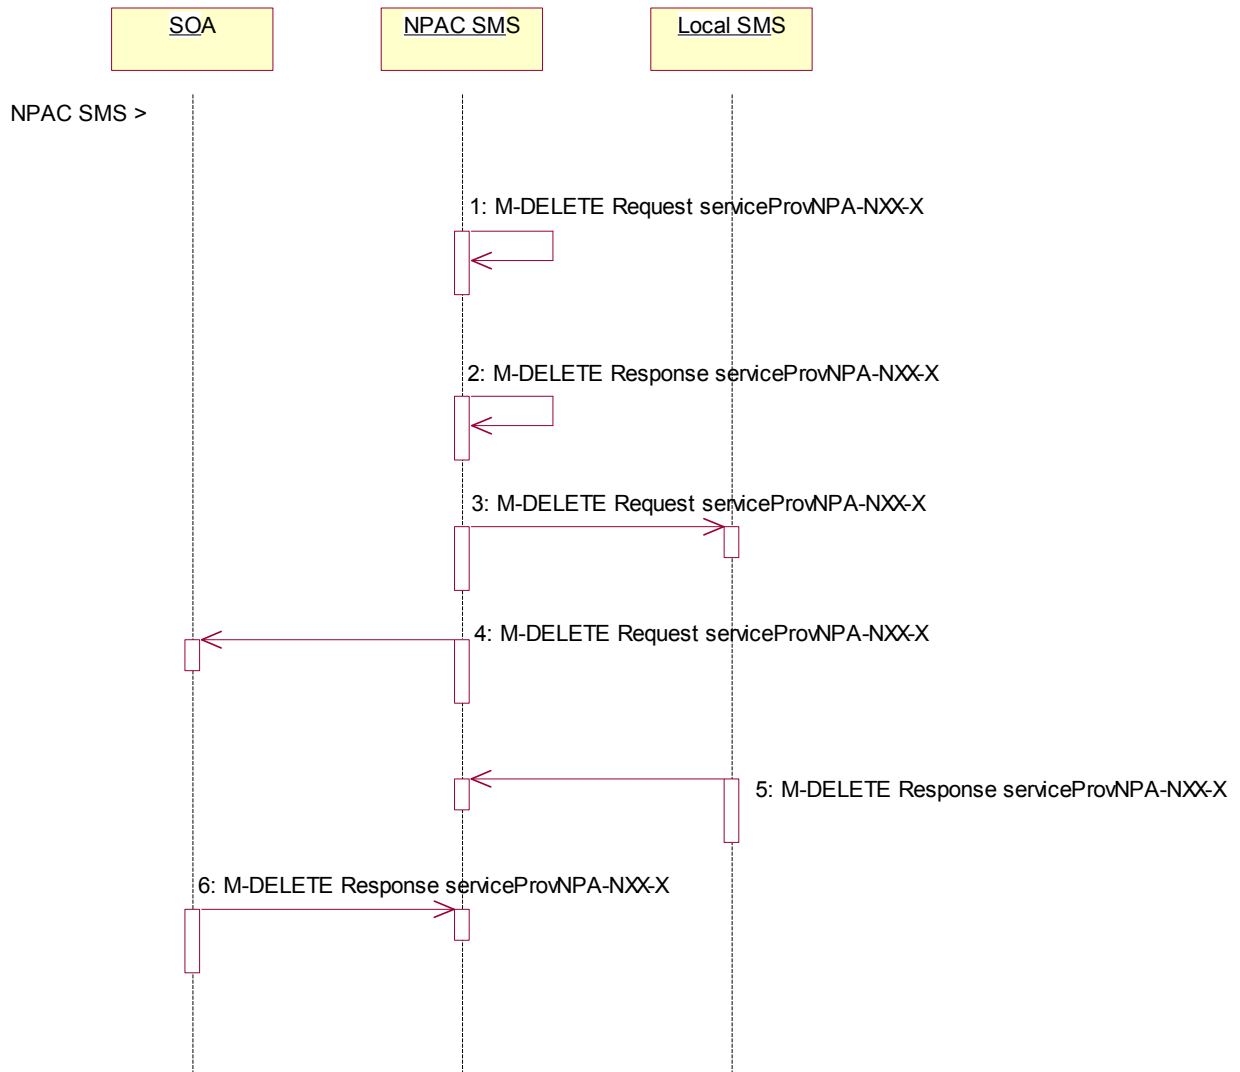 SOA
NPAC SMS
Local SMS
NPAC SMS >
1: M-DELETE Request serviceProvNPA-NXX-X
2: M-DELETE Response serviceProvNPA-NXX-X
3: M-DELETE Request serviceProvNPA-NXX-X
4: M-DELETE Request serviceProvNPA-NXX-X
5: M-DELETE Response serviceProvNPA-NXX-X
6: M-DELETE Response serviceProvNPA-NXX-X